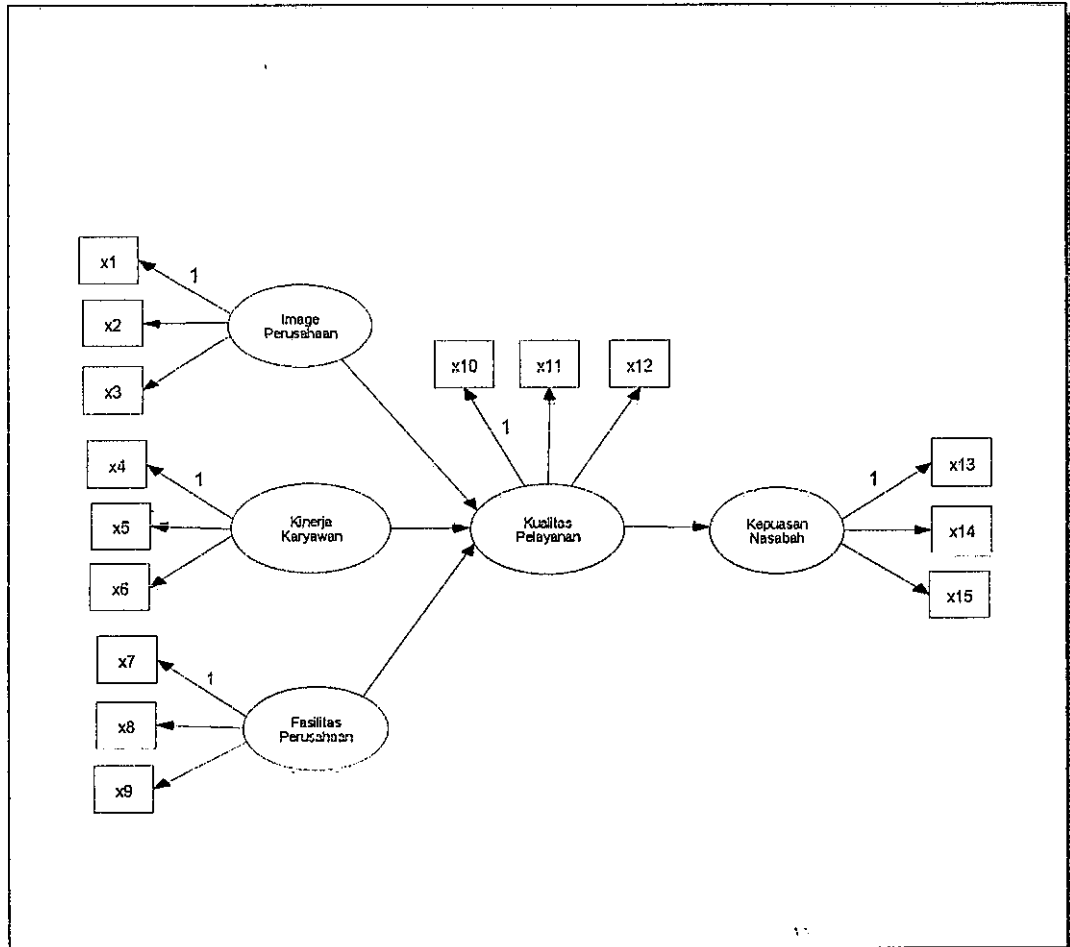 x1
1
x2
x3
Image
Perusahaan
x10
x11
x12
1
x4
1
x5
x6
Kinerja
Karyawan
Kualitas
Pelayanan
Kepuasan
Nasabah
1
x13
x14
x15
x7
1
x8
x9
Fasilitas
Perusahaan